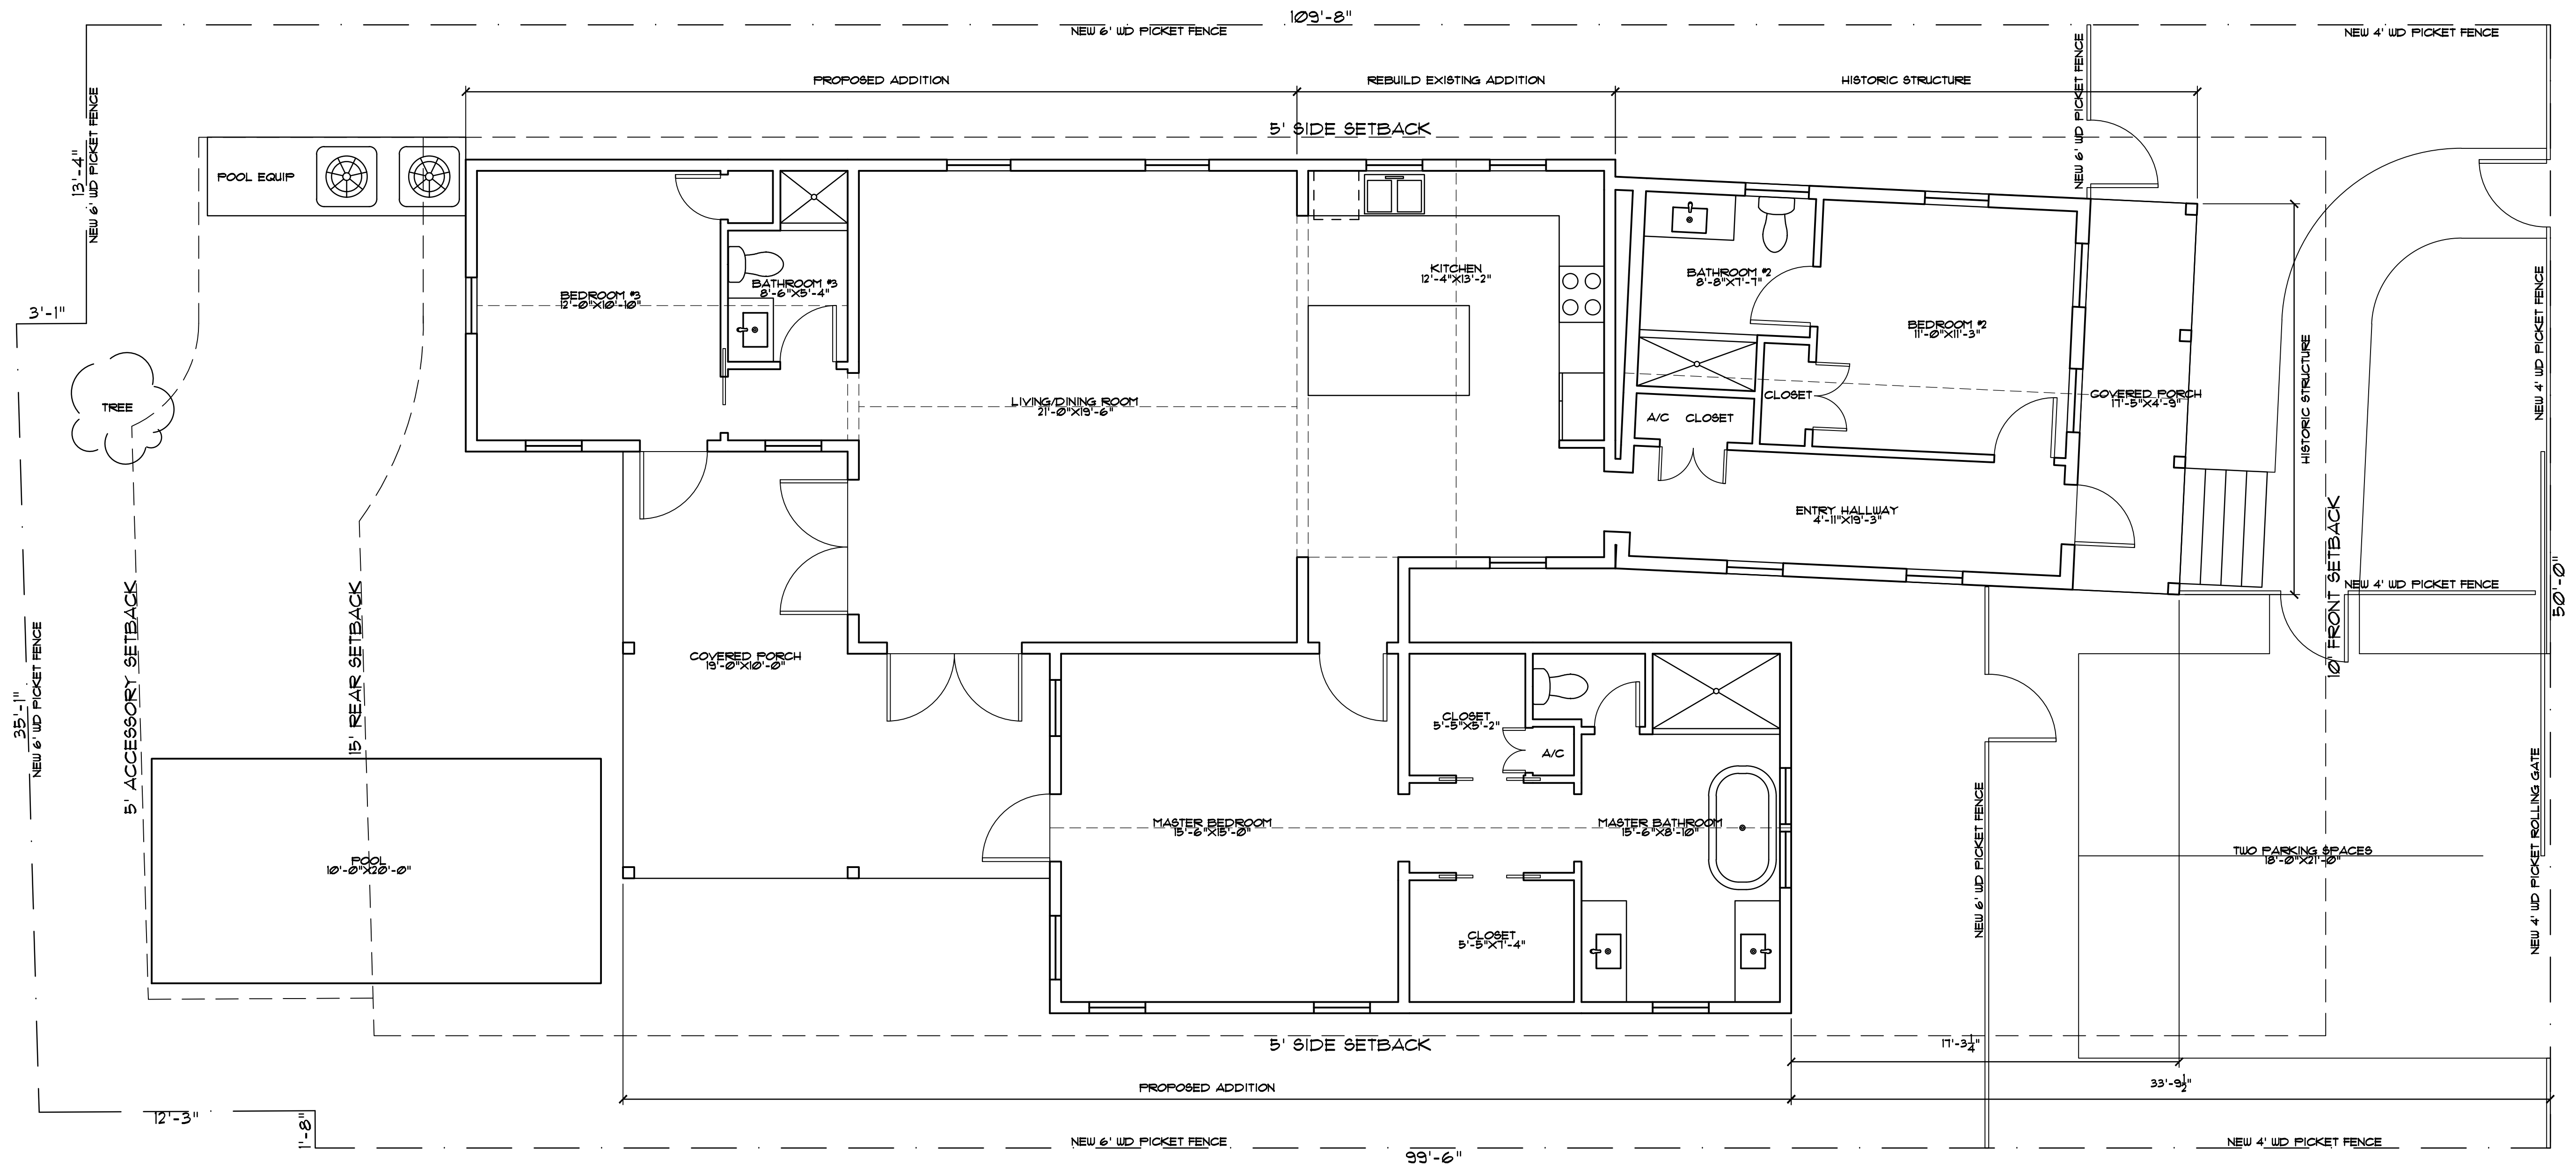 109'-8"
NEW 6' WD PICKET FENCE
NEW 4' WD PICKET FENCE
NEW 6' WD PICKET FENCE
PROPOSED ADDITION
REBUILD EXISTING ADDITION
HISTORIC STRUCTURE
5' SIDE SETBACK
13'-4"
NEW 6' WD PICKET FENCE
POOL EQUIP
3'-1"
TREE
BEDROOM #3
12'-0"X10'-10"
BATHROOM #3
8'-6"X5'-4"
LIVING/DINING ROOM
21'-0"X19'-6"
KITCHEN
12'-4"X13'-2"
BATHROOM #2
8'-8"X7'-7"
BEDROOM #2
11'-0"X11'-3"
CLOSET
A/C
CLOSET
COVERED PORCH
17'-5"X4'-9"
HISTORIC STRUCTURE
NEW 4' WD PICKET FENCE
ENTRY HALLWAY
4'-11"X19'-3"
10' FRONT SETBACK
NEW 4' WD PICKET FENCE
50'-0"
5' ACCESSORY SETBACK
15' REAR SETBACK
35'-1"
NEW 6' WD PICKET FENCE
COVERED PORCH
19'-0"X10'-0"
CLOSET
5'-5"X5'-2"
A/C
MASTER BEDROOM
15'-6"X15'-0"
MASTER BATHROOM
15'-6"X8'-10"
POOL
10'-0"X20'-0"
CLOSET
5'-5"X7'-4"
NEW 6' WD PICKET FENCE
TWO PARKING SPACES
18'-0"X21'-0"
NEW 4' WD PICKET ROLLING GATE
5' SIDE SETBACK
17'-3 1/4"
33'-9 1/2"
PROPOSED ADDITION
12'-3"
1'-8"
NEW 6' WD PICKET FENCE
NEW 4' WD PICKET FENCE
99'-6"